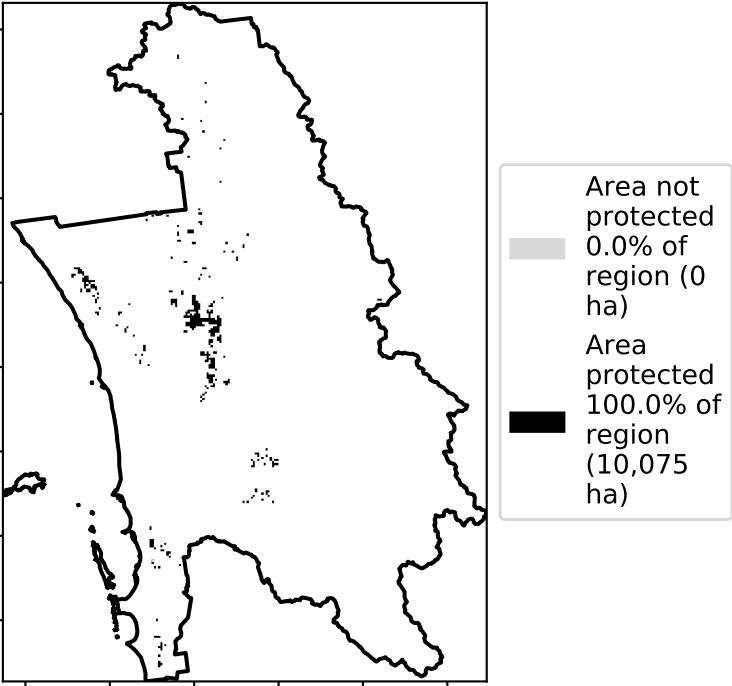 Area not
protected
0.0% of
region (0
ha)
Area
protected
100.0% of
region
(10,075
ha)